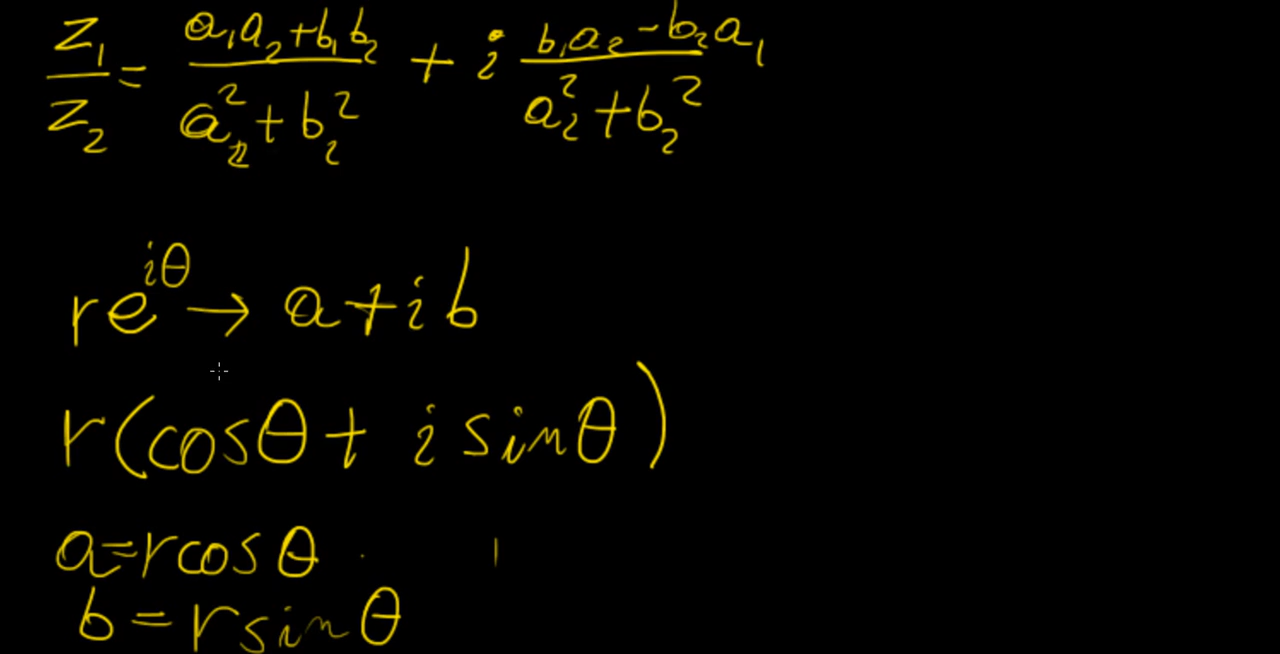 z₁/z₂ = (a₁a₂+b₁b₂)/(a₂²+b₂²) + i (b₁a₂-b₂a₁)/(a₂²+b₂²)
re^(iθ) → a+ib
r(cosθ + i sinθ)
a=rcosθ
b=rsinθ